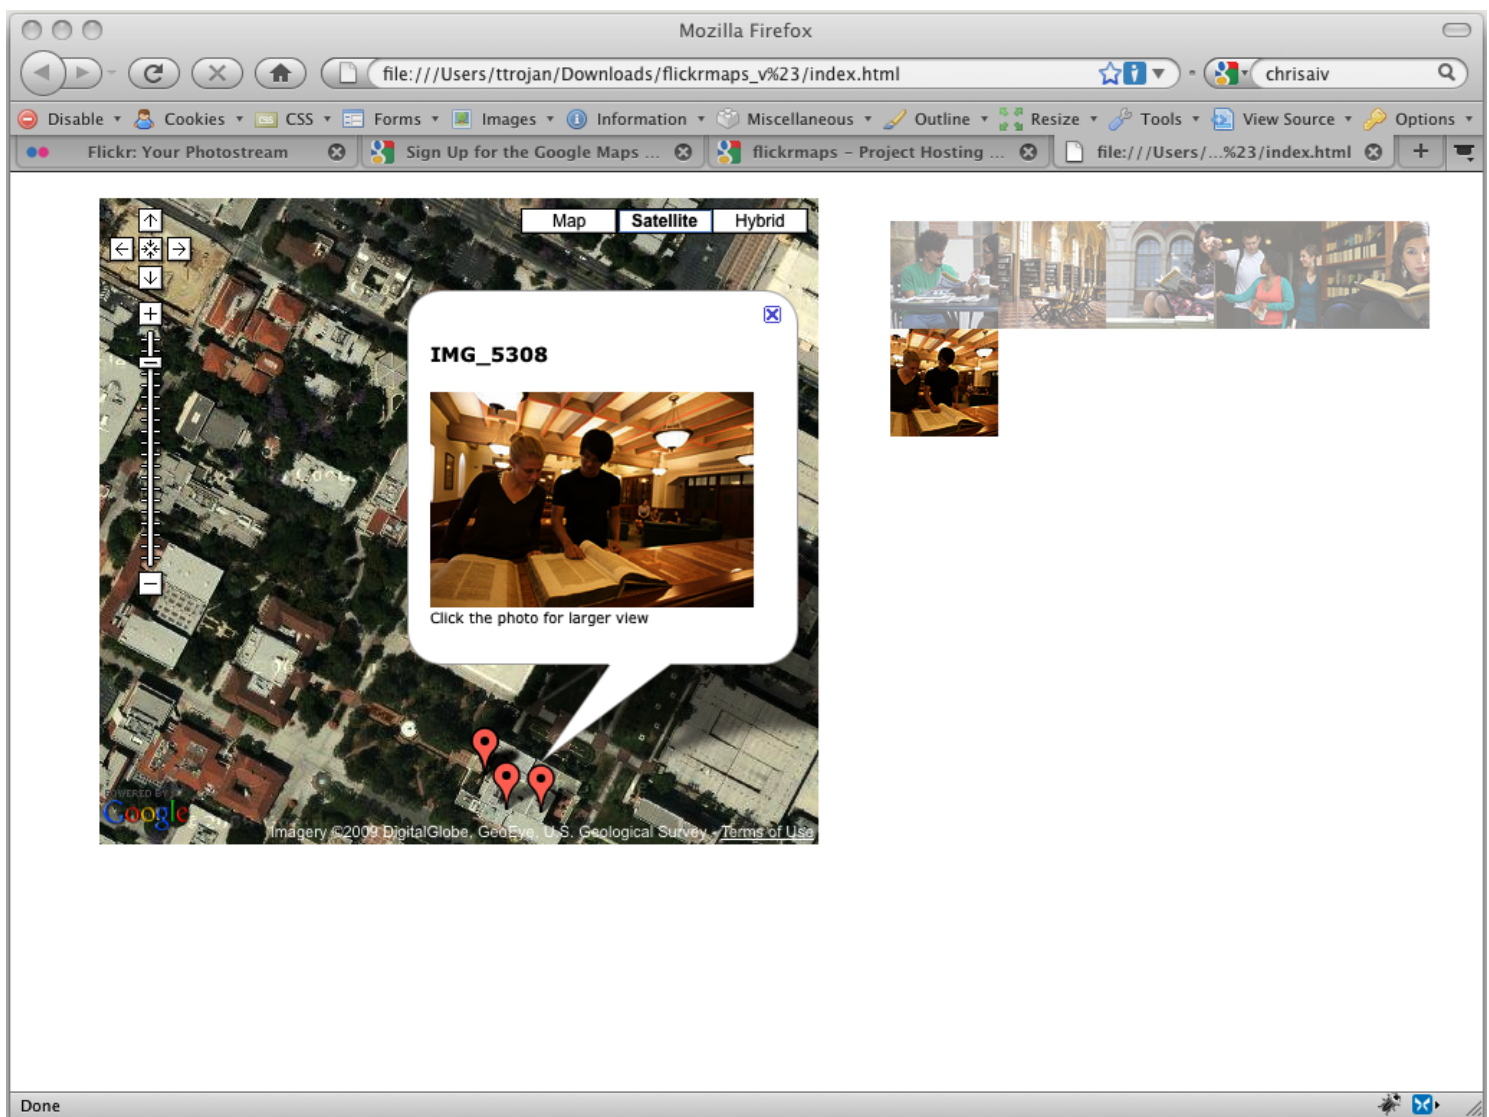 Mozilla Firefox
file:///Users/ttrojan/Downloads/flickrmaps_v%23/index.html
chrisaiv
Disable Cookies CSS Forms Images Information Miscellaneous Outline Resize Tools View Source Options
Flickr: Your Photostream
Sign Up for the Google Maps ...
flickrmaps - Project Hosting ...
file:///Users/...%23/index.html
Map Satellite Hybrid
IMG_5308
Click the photo for larger view
POWERED BY
Google
Imagery ©2009 DigitalGlobe, GeoEye, U.S. Geological Survey - Terms of Use
Done